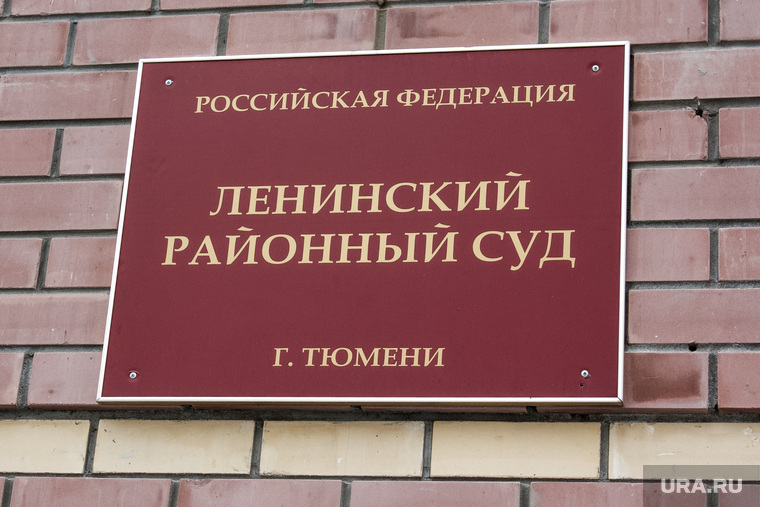 РОССИЙСКАЯ ФЕДЕРАЦИЯ
ЛЕНИНСКИЙ
РАЙОННЫЙ СУД
Г. ТЮМЕНИ
URA.RU